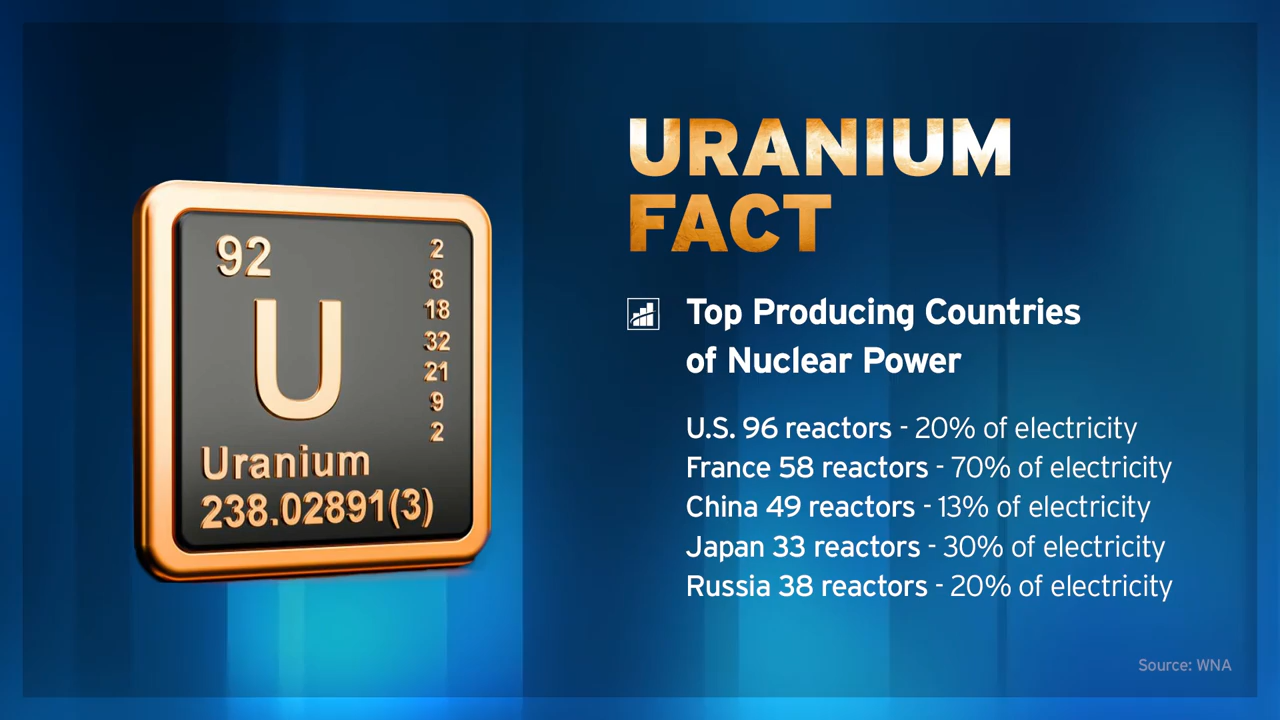 92
U
2
8
18
32
21
9
2
Uranium
238.02891(3)
URANIUM
FACT
Top Producing Countries
of Nuclear Power
U.S. 96 reactors - 20% of electricity
France 58 reactors - 70% of electricity
China 49 reactors - 13% of electricity
Japan 33 reactors - 30% of electricity
Russia 38 reactors - 20% of electricity
Source: WNA